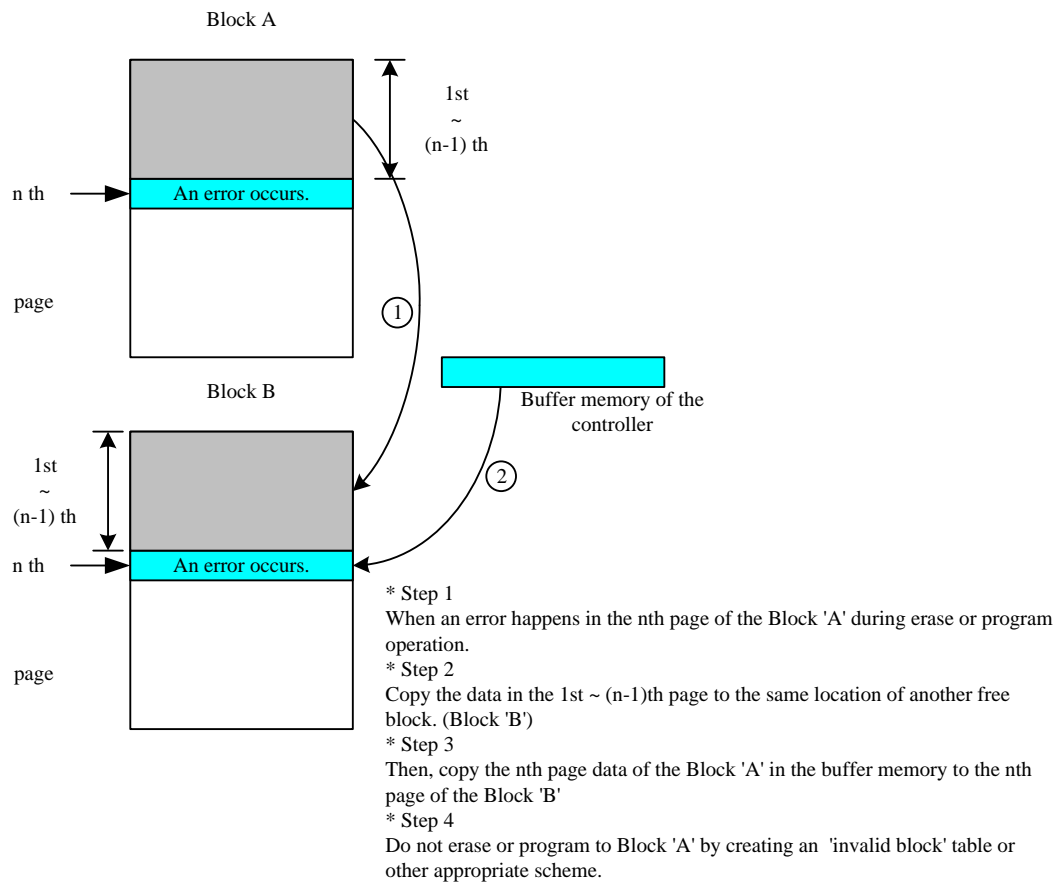 Block A
1st
~
(n-1) th
n th
An error occurs.
page
1
Buffer memory of the
controller
Block B
1st
~
(n-1) th
2
n th
An error occurs.
page
* Step 1
When an error happens in the nth page of the Block 'A' during erase or program
operation.
* Step 2
Copy the data in the 1st ~ (n-1)th page to the same location of another free
block. (Block 'B')
* Step 3
Then, copy the nth page data of the Block 'A' in the buffer memory to the nth
page of the Block 'B'
* Step 4
Do not erase or program to Block 'A' by creating an 'invalid block' table or
other appropriate scheme.